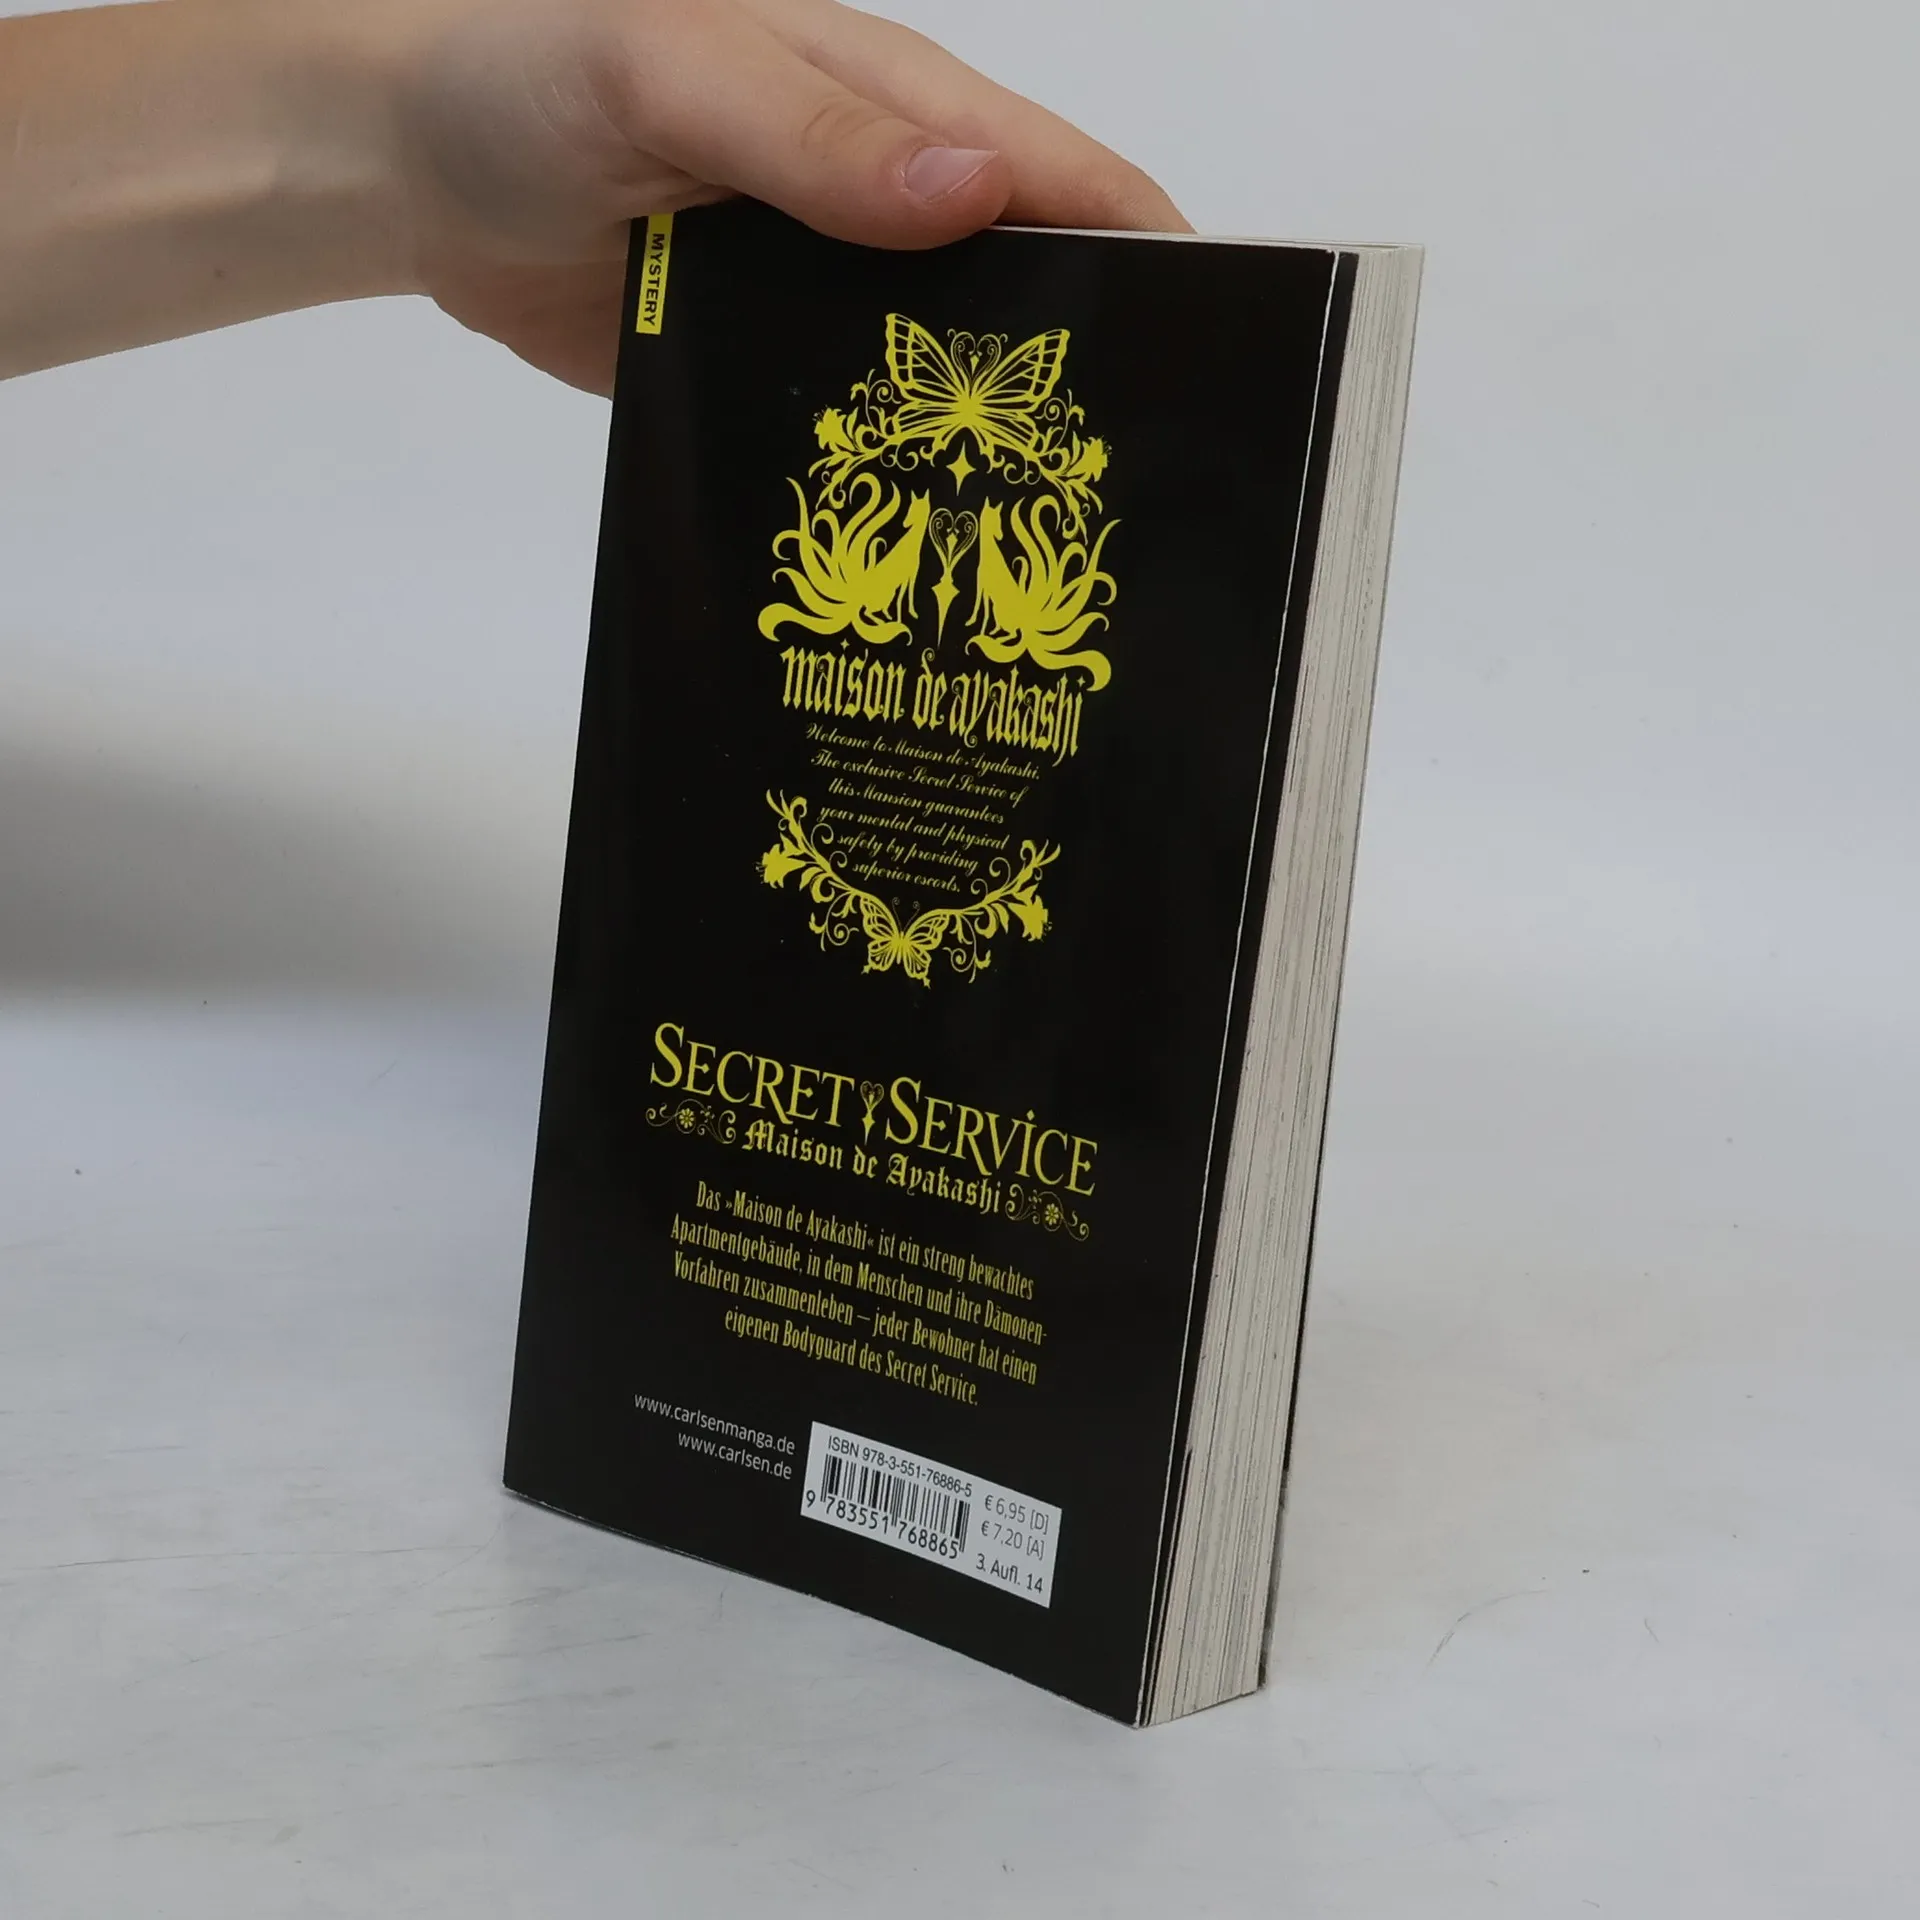 MYSTERY
maison de ayakashi
Welcome to Maison de Ayakashi.
The exclusive Secret Service of
this Mansion guarantees
your mental and physical
safety by providing
superior escorts.
SECRET SERVICE
Maison de Ayakashi
Das »Maison de Ayakashi« ist ein streng bewachtes
Apartmentgebäude, in dem Menschen und ihre Dämonen-
Vorfahren zusammenleben – jeder Bewohner hat einen
eigenen Bodyguard des Secret Service.
www.carlsenmanga.de
www.carlsen.de
ISBN 978-3-551-76886-5
9 783551 768865
€ 6,95 [D]
€ 7,20 [A]
3. Aufl. 14